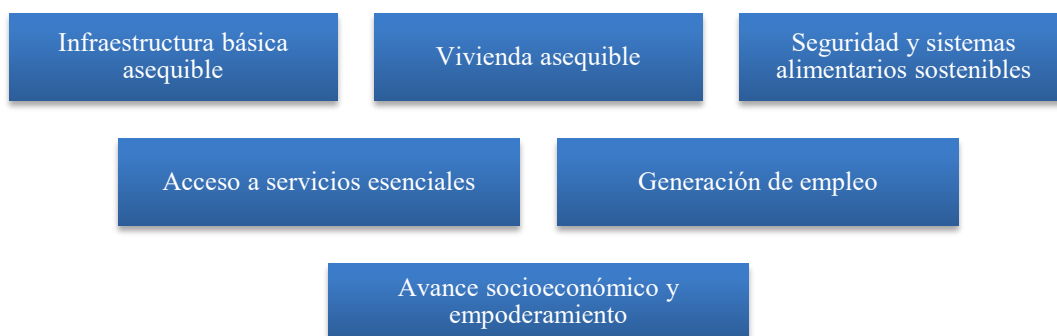 Infraestructura básica
asequible
Vivienda asequible
Seguridad y sistemas
alimentarios sostenibles
Acceso a servicios esenciales
Generación de empleo
Avance socioeconómico y
empoderamiento